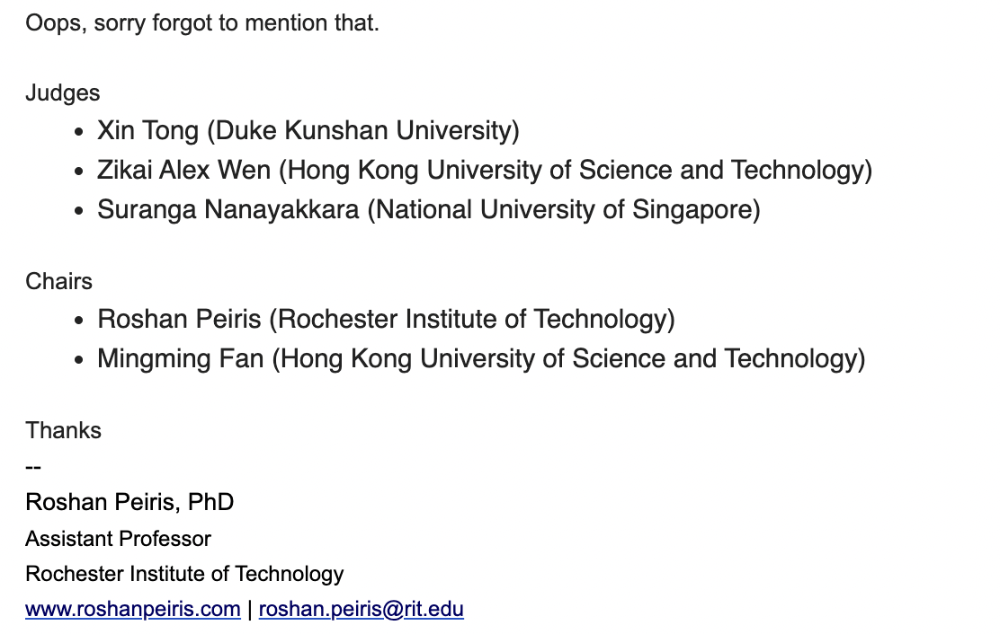 Oops, sorry forgot to mention that.
Judges
• Xin Tong (Duke Kunshan University)
• Zikai Alex Wen (Hong Kong University of Science and Technology)
• Suranga Nanayakkara (National University of Singapore)
Chairs
• Roshan Peiris (Rochester Institute of Technology)
• Mingming Fan (Hong Kong University of Science and Technology)
Thanks
--
Roshan Peiris, PhD
Assistant Professor
Rochester Institute of Technology
www.roshanpeiris.com | roshan.peiris@rit.edu